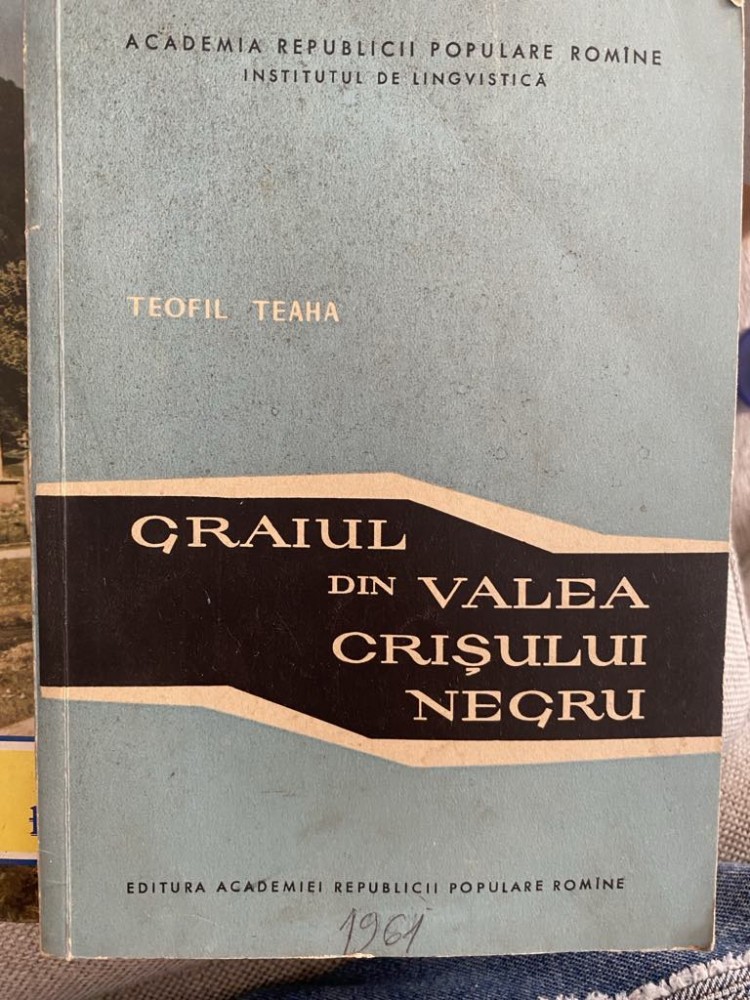 ACADEMIA REPUBLICII POPULARE ROMÎNE
INSTITUTUL DE LINGVISTICĂ
TEOFIL TEAHA
GRAIUL
DIN VALEA
CRIȘULUI
NEGRU
EDITURA ACADEMIEI REPUBLICII POPULARE ROMÎNE
1961